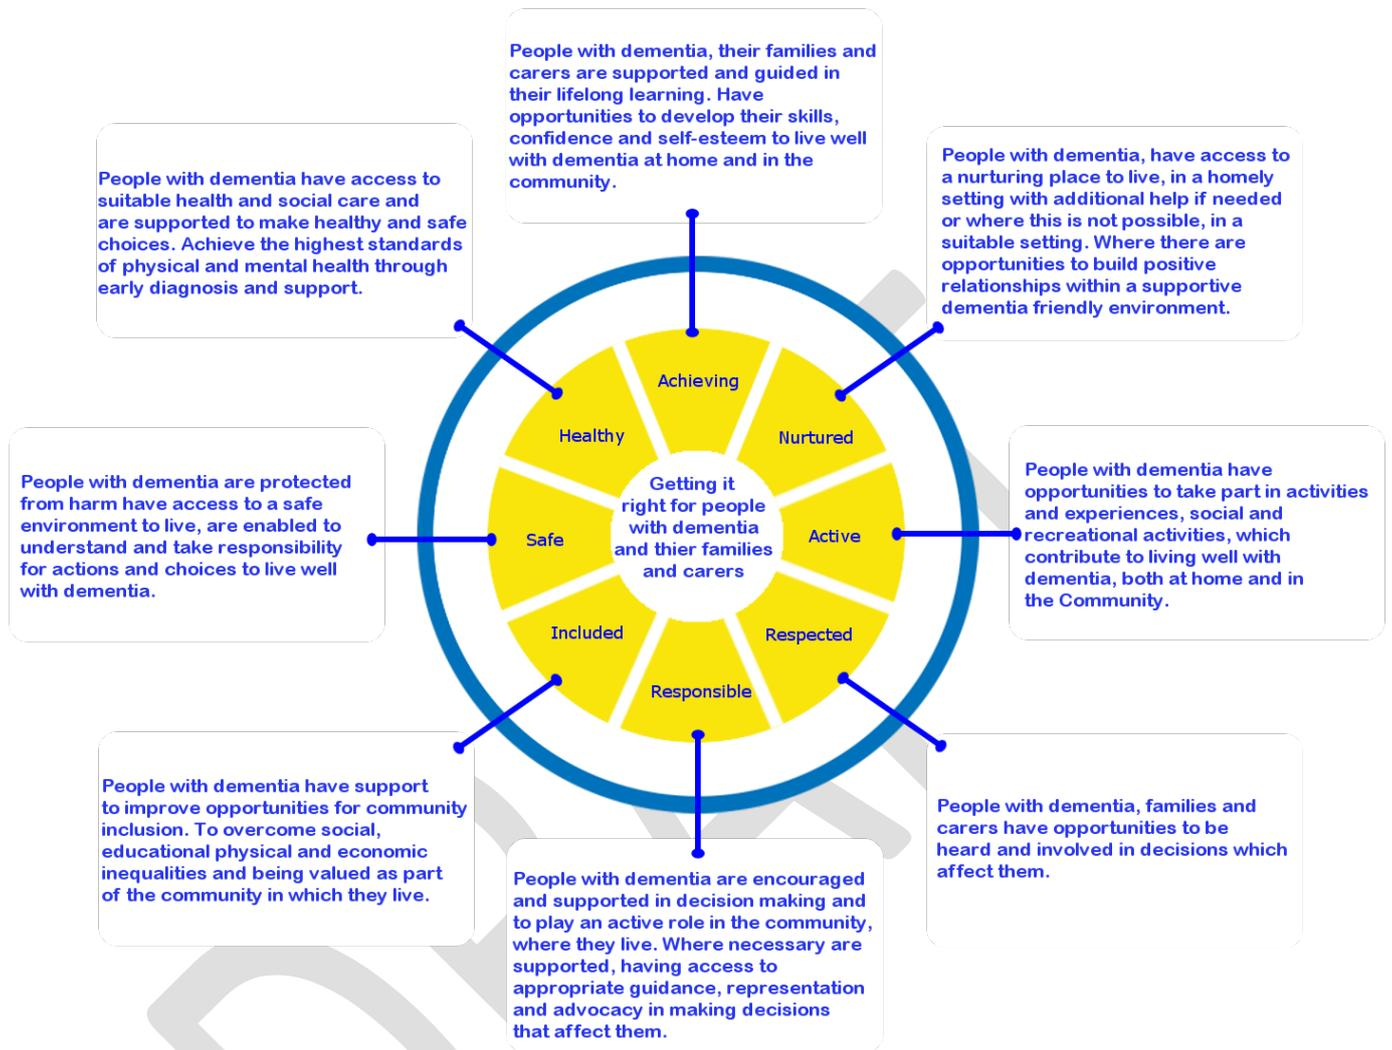 People with dementia, their families and
carers are supported and guided in
their lifelong learning. Have
opportunities to develop their skills,
confidence and self-esteem to live well
with dementia at home and in the
community.
People with dementia have access to
suitable health and social care and
are supported to make healthy and safe
choices. Achieve the highest standards
of physical and mental health through
early diagnosis and support.
People with dementia, have access to
a nurturing place to live, in a homely
setting with additional help if needed
or where this is not possible, in a
suitable setting. Where there are
opportunities to build positive
relationships within a supportive
dementia friendly environment.
Achieving
Healthy
Nurtured
People with dementia are protected
from harm have access to a safe
environment to live, are enabled to
understand and take responsibility
for actions and choices to live well
with dementia.
Safe
Getting it
right for people
with dementia
and thier families
and carers
Active
People with dementia have
opportunities to take part in activities
and experiences, social and
recreational activities, which
contribute to living well with
dementia, both at home and in
the Community.
Included
Respected
Responsible
People with dementia have support
to improve opportunities for community
inclusion. To overcome social,
educational physical and economic
inequalities and being valued as part
of the community in which they live.
People with dementia are encouraged
and supported in decision making and
to play an active role in the community,
where they live. Where necessary are
supported, having access to
appropriate guidance, representation
and advocacy in making decisions
that affect them.
People with dementia, families and
carers have opportunities to be
heard and involved in decisions which
affect them.